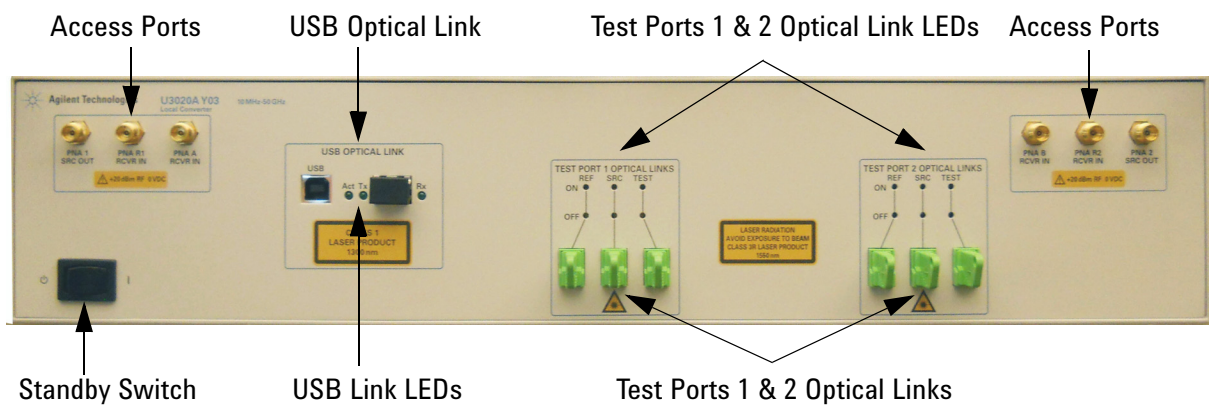 Access Ports
USB Optical Link
Test Ports 1 & 2 Optical Link LEDs
Access Ports
Agilent Technologies
U3020A Y03
10 MHz-50 GHz
Local Converter
PNA 1
SRC OUT
PNA R1
RCVR IN
PNA A
RCVR IN
+20 dBm RF 0 VDC
USB OPTICAL LINK
USB
Act Tx
Rx
CLASS 1
LASER PRODUCT
1300 nm
TEST PORT 1 OPTICAL LINKS
REF SRC TEST
ON
OFF
LASER RADIATION
AVOID EXPOSURE TO BEAM
CLASS 3R LASER PRODUCT
1550 nm
TEST PORT 2 OPTICAL LINKS
REF SRC TEST
ON
OFF
PNA B
RCVR IN
PNA R2
RCVR IN
PNA 2
SRC OUT
+20 dBm RF 0 VDC
Standby Switch
USB Link LEDs
Test Ports 1 & 2 Optical Links